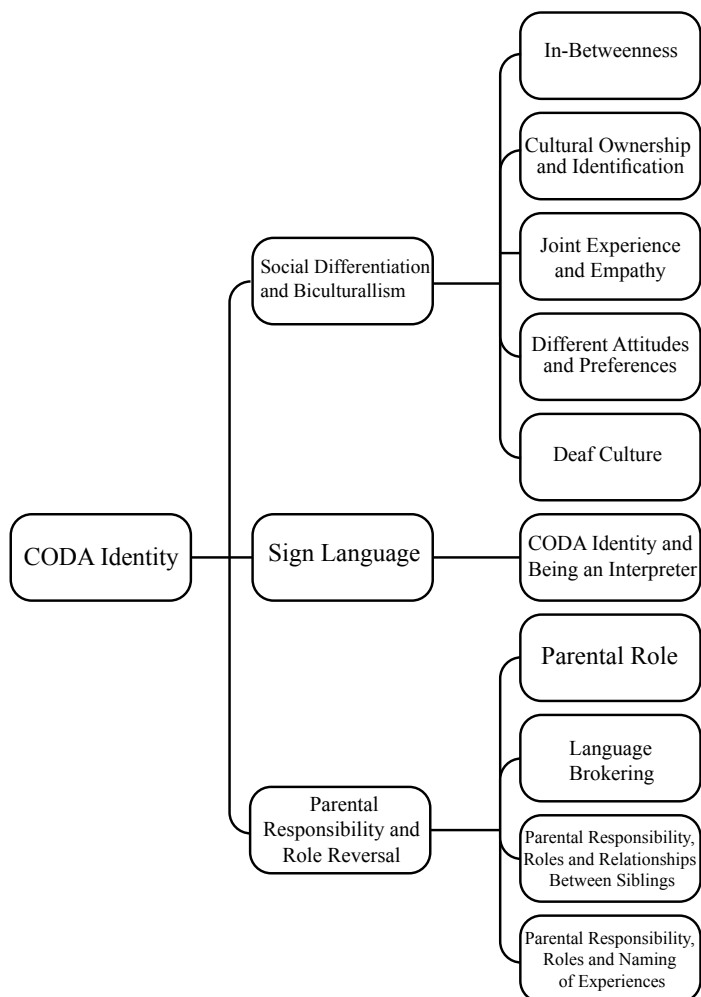 CODA Identity
Social Differentiation
and Biculturallism
In-Betweenness
Cultural Ownership
and Identification
Joint Experience
and Empathy
Different Attitudes
and Preferences
Deaf Culture
Sign Language
CODA Identity and
Being an Interpreter
Parental
Responsibility and
Role Reversal
Parental Role
Language
Brokering
Parental Responsibility,
Roles and Relationships
Between Siblings
Parental Responsibility,
Roles and Naming
of Experiences